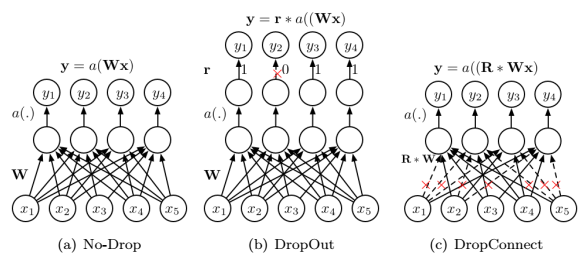 y = a(Wx)
y1 y2 y3 y4
a(.)
W
x1 x2 x3 x4 x5
(a) No-Drop
y = r * a((Wx)
y1 y2 y3 y4
r 1 0 1 1
a(.)
W
x1 x2 x3 x4 x5
(b) DropOut
y = a((R * Wx)
y1 y2 y3 y4
a(.)
R * W
x1 x2 x3 x4 x5
(c) DropConnect